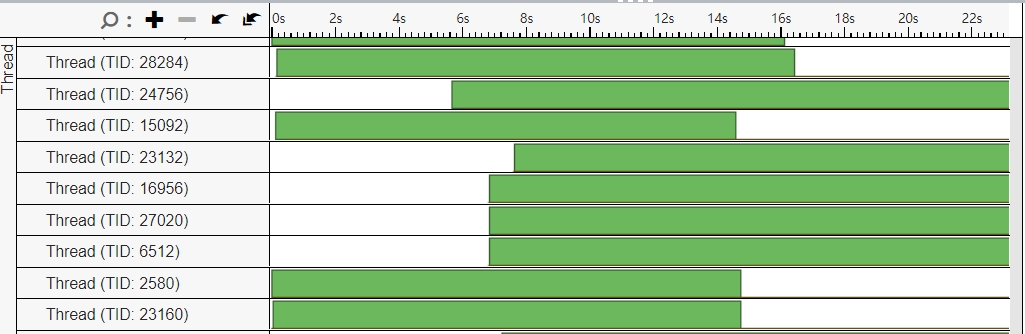 : 0s 2s 4s 6s 8s 10s 12s 14s 16s 18s 20s 22s
Thread
Thread (TID: 28284)
Thread (TID: 24756)
Thread (TID: 15092)
Thread (TID: 23132)
Thread (TID: 16956)
Thread (TID: 27020)
Thread (TID: 6512)
Thread (TID: 2580)
Thread (TID: 23160)